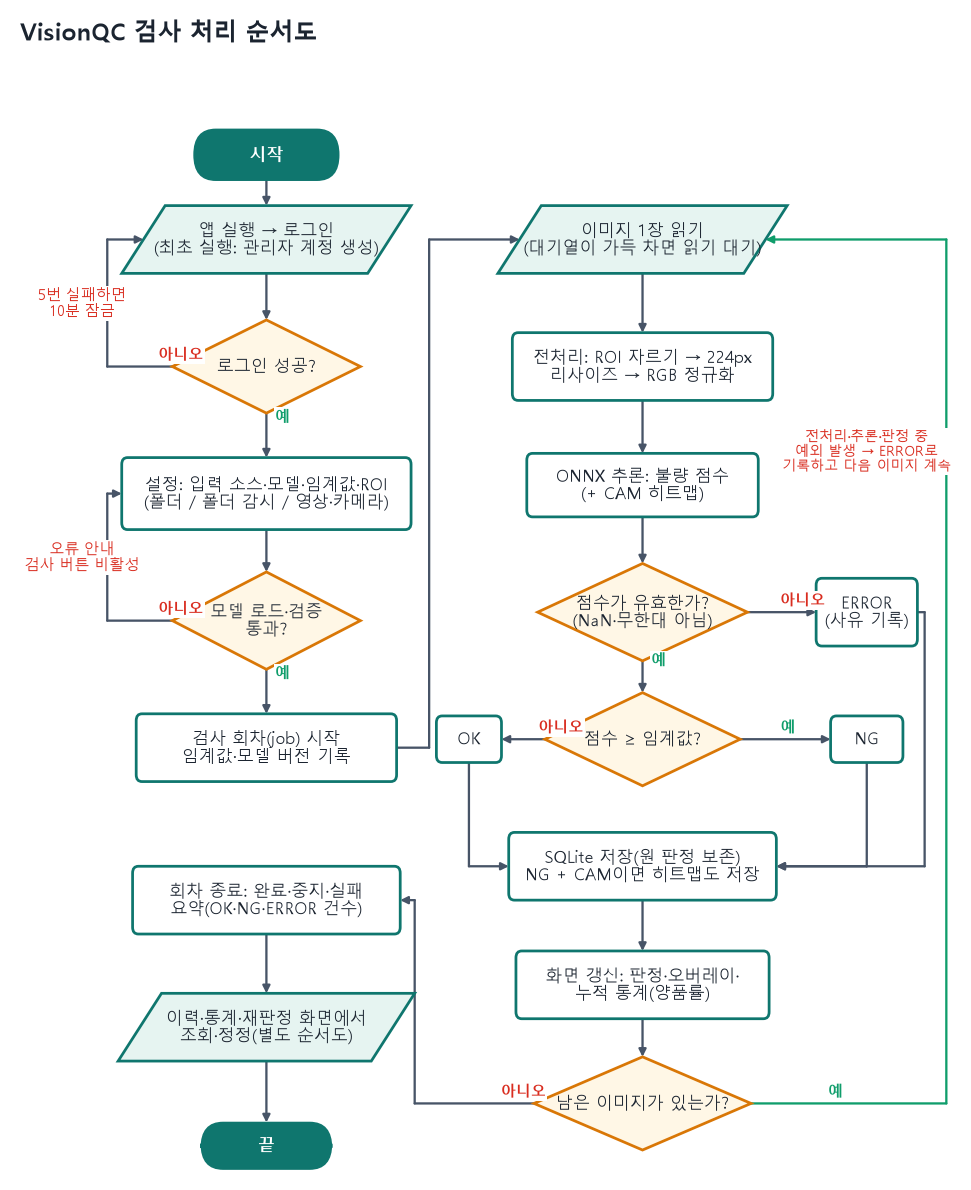 VisionQC 검사 처리 순서도
시작
앱 실행 → 로그인
(최초 실행: 관리자 계정 생성)
5번 실패하면
10분 잠금
아니오
로그인 성공?
예
설정: 입력 소스·모델·임계값·ROI
(폴더 / 폴더 감시 / 영상·카메라)
오류 안내
검사 버튼 비활성
아니오
모델 로드·검증
통과?
예
검사 회차(job) 시작
임계값·모델 버전 기록
이미지 1장 읽기
(대기열이 가득 차면 읽기 대기)
전처리: ROI 자르기 → 224px
리사이즈 → RGB 정규화
전처리·추론·판정 중
예외 발생 → ERROR로
기록하고 다음 이미지 계속
ONNX 추론: 불량 점수
(+ CAM 히트맵)
점수가 유효한가?
(NaN·무한대 아님)
아니오
ERROR
(사유 기록)
예
OK
아니오
점수 ≥ 임계값?
예
NG
SQLite 저장(원 판정 보존)
NG + CAM이면 히트맵도 저장
화면 갱신: 판정·오버레이·
누적 통계(양품률)
아니오
남은 이미지가 있는가?
예
회차 종료: 완료·중지·실패
요약(OK·NG·ERROR 건수)
이력·통계·재판정 화면에서
조회·정정(별도 순서도)
끝